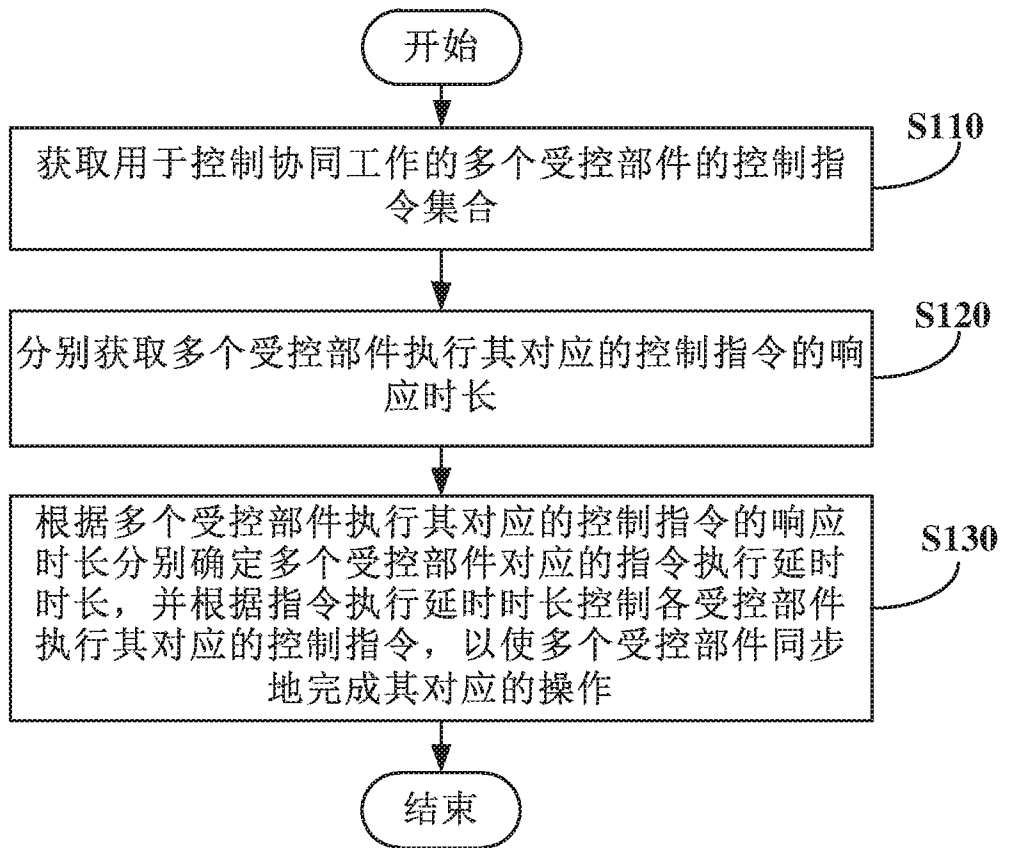 开始
S110
获取用于控制协同工作的多个受控部件的控制指
令集合
S120
分别获取多个受控部件执行其对应的控制指令的响
应时长
根据多个受控部件执行其对应的控制指令的响应
时长分别确定多个受控部件对应的指令执行延时
S130
时长，并根据指令执行延时时长控制各受控部件
执行其对应的控制指令，以使多个受控部件同步
地完成其对应的操作
结束